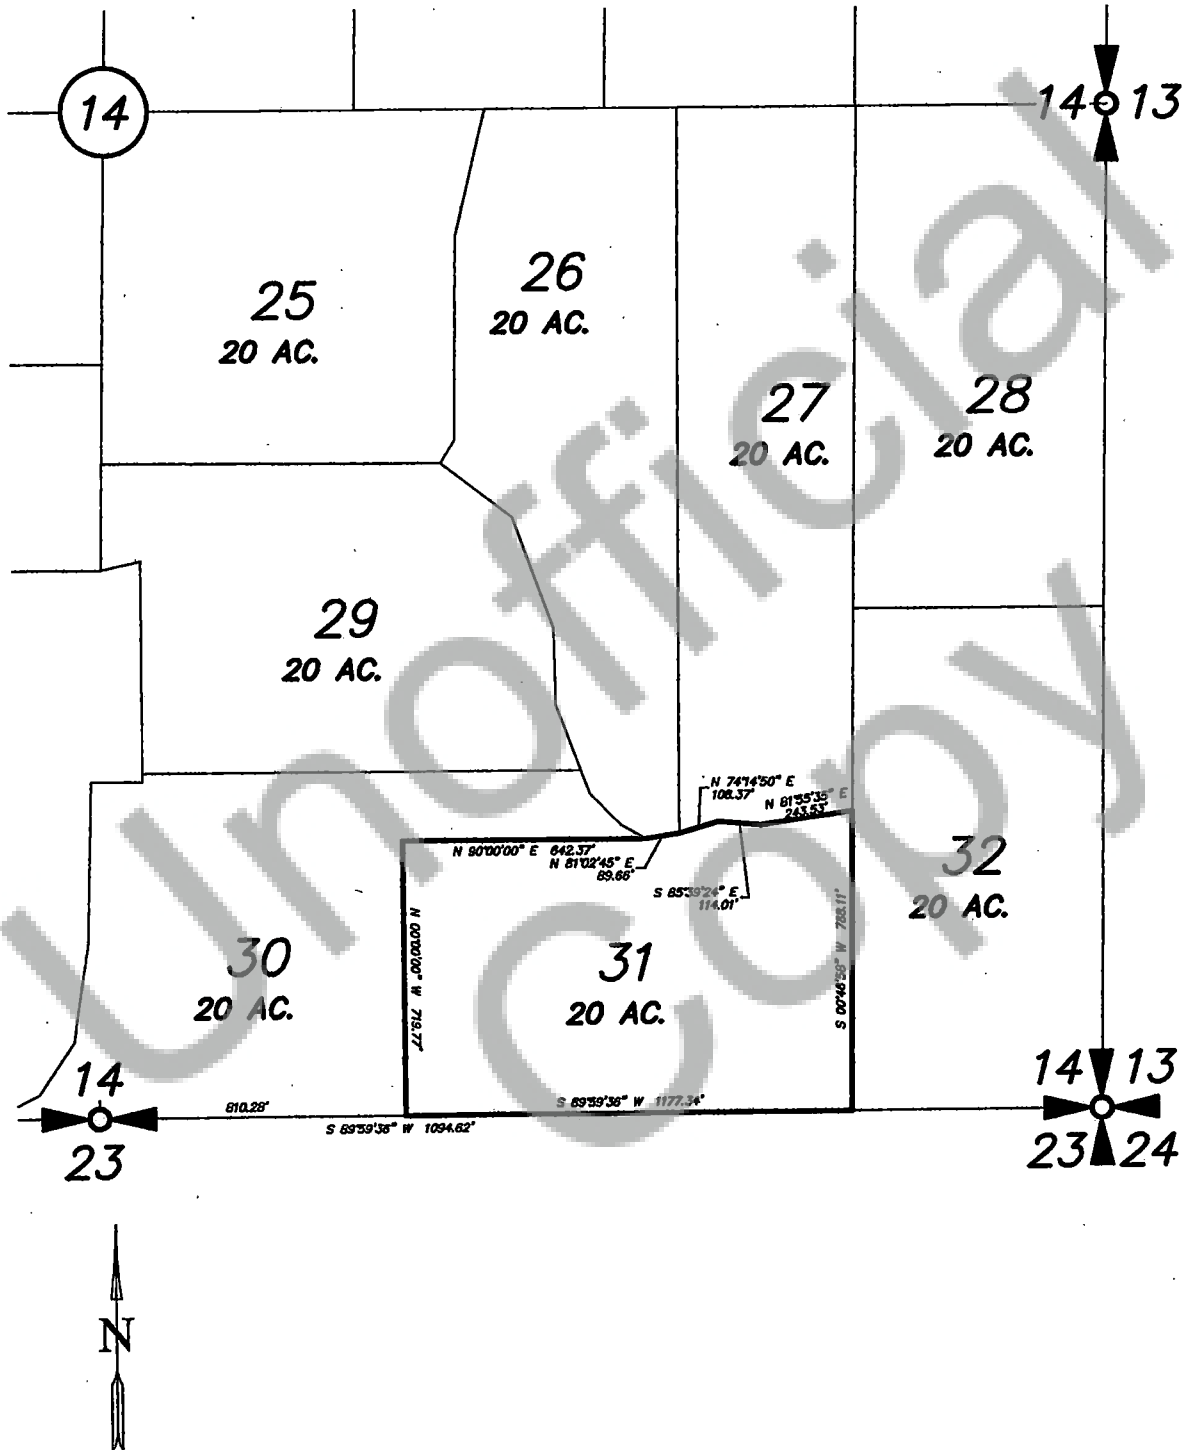 14
14 13
25
20 AC.
26
20 AC.
27
20 AC.
28
20 AC.
29
20 AC.
N 74°14'50" E
108.37'
N 81°55'35" E
243.53'
N 90°00'00" E 642.37'
N 81°02'45" E
89.66'
S 85°39'24" E
114.01'
32
20 AC.
N 00°00'00" W 719.77'
S 00°48'58" W 788.11'
30
20 AC.
31
20 AC.
14
23
810.28'
S 89°59'36" W 1094.62'
S 89°59'36" W 1177.34'
14 13
23 24
N
Unofficial
Copy